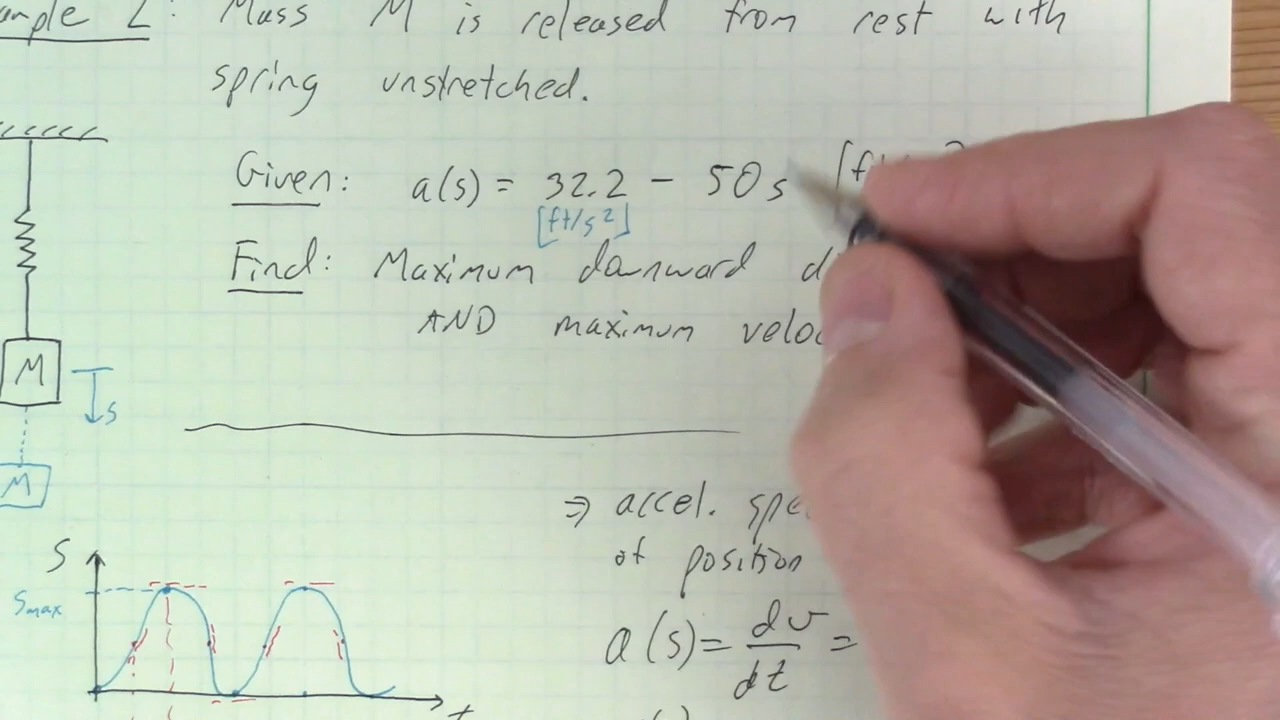 Mass M is released from rest with
spring unstretched.
Given: a(s) = 32.2 - 50s
[ft/s²]
Find: Maximum downward
AND maximum
M
s
M
⇒ accel.
of position
S
Smax
a(s) = dv/dt =
t